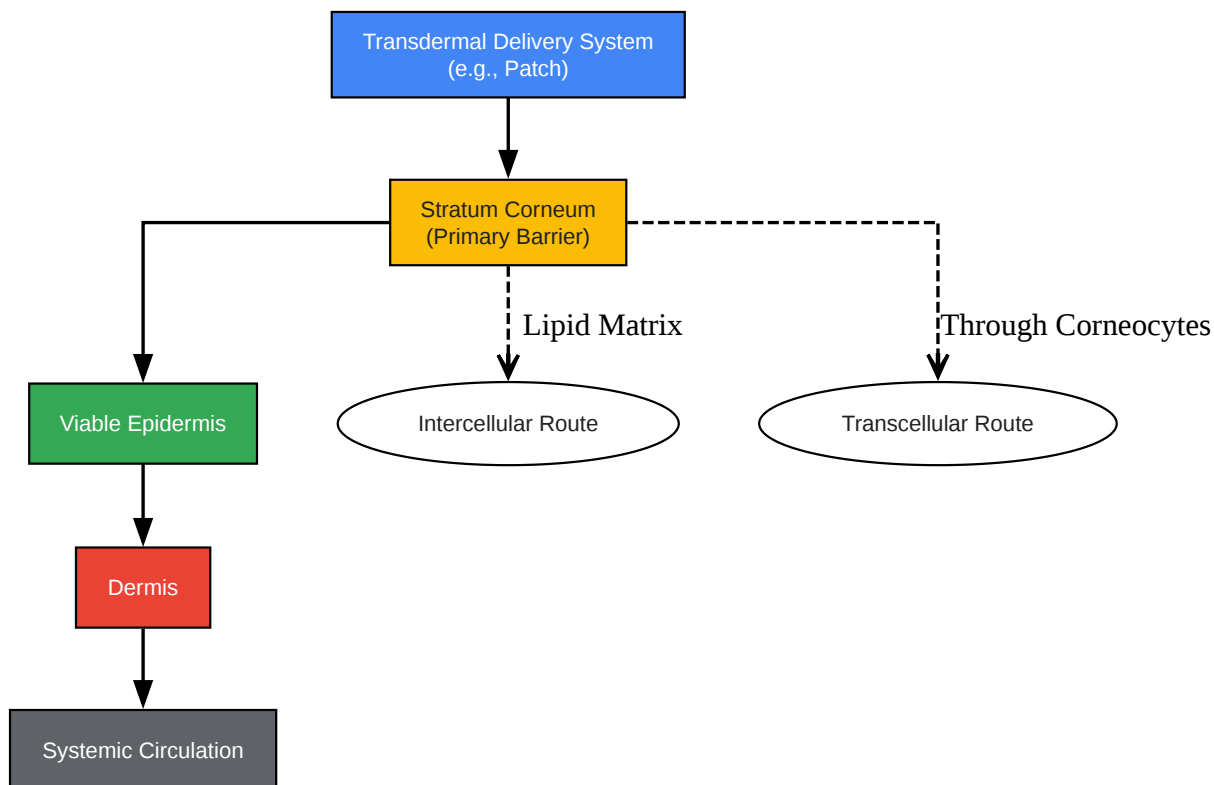 Transdermal Delivery System
(e.g., Patch)
Stratum Corneum
(Primary Barrier)
Lipid Matrix
Through Corneocytes
Viable Epidermis
Intercellular Route
Transcellular Route
Dermis
Systemic Circulation